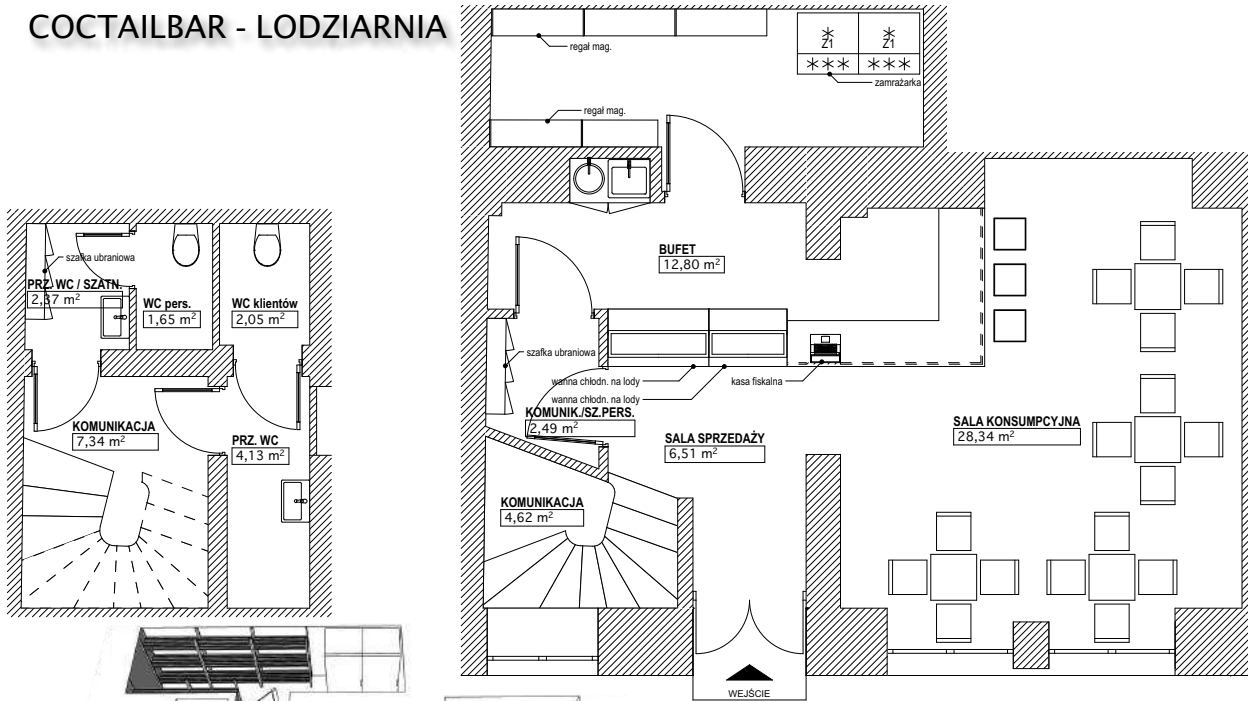 COCTAILBAR - LODZIARNIA
regał mag.
Z1
Z1
zamrażarka
regał mag.
szafka ubraniowa
PRZ. WC / SZATN.
2,37 m²
WC pers.
1,65 m²
WC klientów
2,05 m²
KOMUNIKACJA
7,34 m²
PRZ. WC
4,13 m²
BUFET
12,80 m²
szafka ubraniowa
wanna chłodn. na lody
kasa fiskalna
wanna chłodn. na lody
KOMUNIK./SZ.PERS.
2,49 m²
SALA SPRZEDAŻY
6,51 m²
SALA KONSUMPCYJNA
28,34 m²
KOMUNIKACJA
4,62 m²
WEJŚCIE